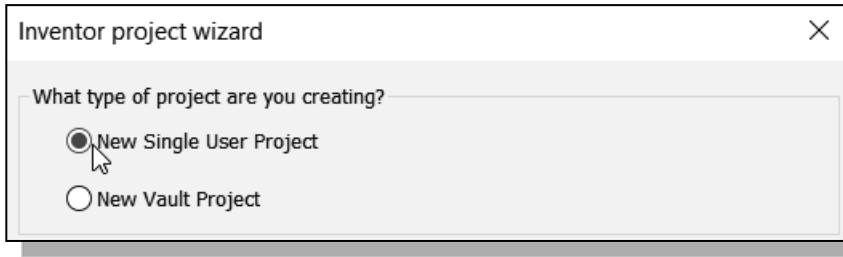 Inventor project wizard
What type of project are you creating?
New Single User Project
New Vault Project